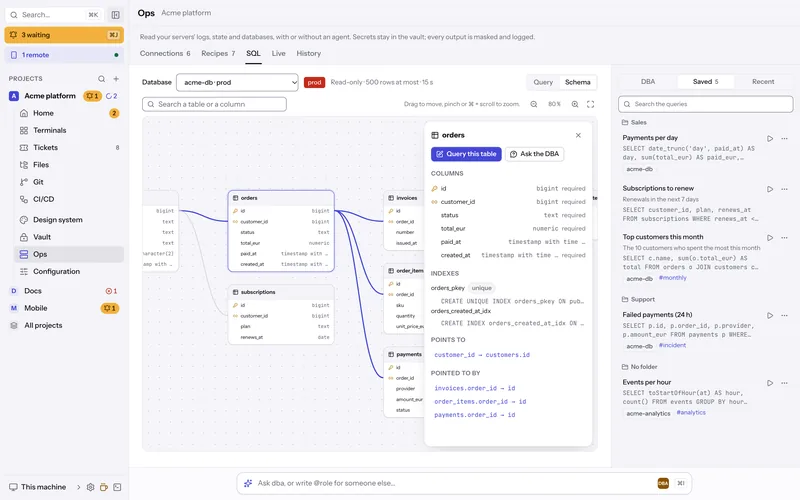 Search... ⌘K
3 waiting ⌘J
1 remote
PROJECTS
A Acme platform 1 2
Home 2
Terminals
Tickets 8
Files
Git
CI/CD
Design system
Vault
Ops
Configuration
D Docs 1
M Mobile 1
All projects
This machine
Ops Acme platform
Read your servers' logs, state and databases, with or without an agent. Secrets stay in the vault; every output is masked and logged.
Connections 6 Recipes 7 SQL Live History
Database acme-db · prod prod Read-only · 500 rows at most · 15 s Query Schema
Search a table or a column Drag to move, pinch or ⌘ + scroll to zoom. 80%
bigint
text
text
text
character(2)
timestamp with …
orders
id bigint
customer_id bigint
status text
total_eur numeric
paid_at timestamp with …
created_at timestamp with …
subscriptions
id bigint
customer_id bigint
plan text
renews_at date
invoices
id
order_id
number
issued_at
order_item
id
order_id
sku
quantity
unit_price_eu
payments
id
order_id
provider
amount_eur
status
orders
Query this table Ask the DBA
COLUMNS
id bigint required
customer_id bigint required
status text required
total_eur numeric required
paid_at timestamp with time …
created_at timestamp with time … required
INDEXES
orders_pkey unique
CREATE UNIQUE INDEX orders_pkey ON pub…
orders_created_at_idx
CREATE INDEX orders_created_at_idx ON …
POINTS TO
customer_id → customers.id
POINTED TO BY
invoices.order_id → id
order_items.order_id → id
payments.order_id → id
DBA Saved 5 Recent
Search the queries
Sales
Payments per day
SELECT date_trunc('day', paid_at) AS
day, sum(total_eur) AS paid_eur,…
acme-db
Subscriptions to renew
Renewals in the next 7 days
SELECT customer_id, plan, renews_at
FROM subscriptions WHERE renews_at <…
acme-db
Top customers this month
The 10 customers who spent the most this month
SELECT c.name, sum(o.total_eur) AS
total FROM orders o JOIN customers c…
acme-db #monthly
Support
Failed payments (24 h)
SELECT p.id, p.order_id, p.provider,
p.amount_eur FROM payments p WHERE…
acme-db #incident
No folder
Events per hour
SELECT toStartOfHour(at) AS hour,
count() FROM events GROUP BY hour…
acme-analytics #analytics
Ask dba, or write @role for someone else... DBA ⌘I